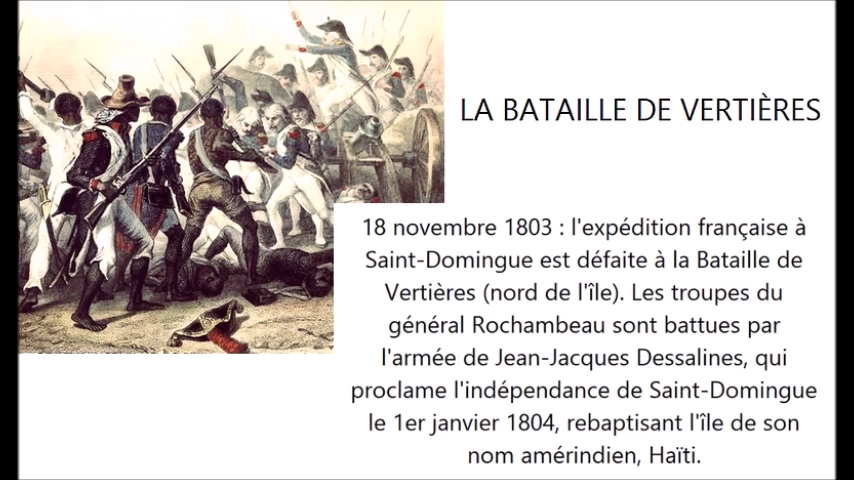 LA BATAILLE DE VERTIÈRES
18 novembre 1803 : l'expédition française à
Saint-Domingue est défaite à la Bataille de
Vertières (nord de l'île). Les troupes du
général Rochambeau sont battues par
l'armée de Jean-Jacques Dessalines, qui
proclame l'indépendance de Saint-Domingue
le 1er janvier 1804, rebaptisant l'île de son
nom amérindien, Haïti.